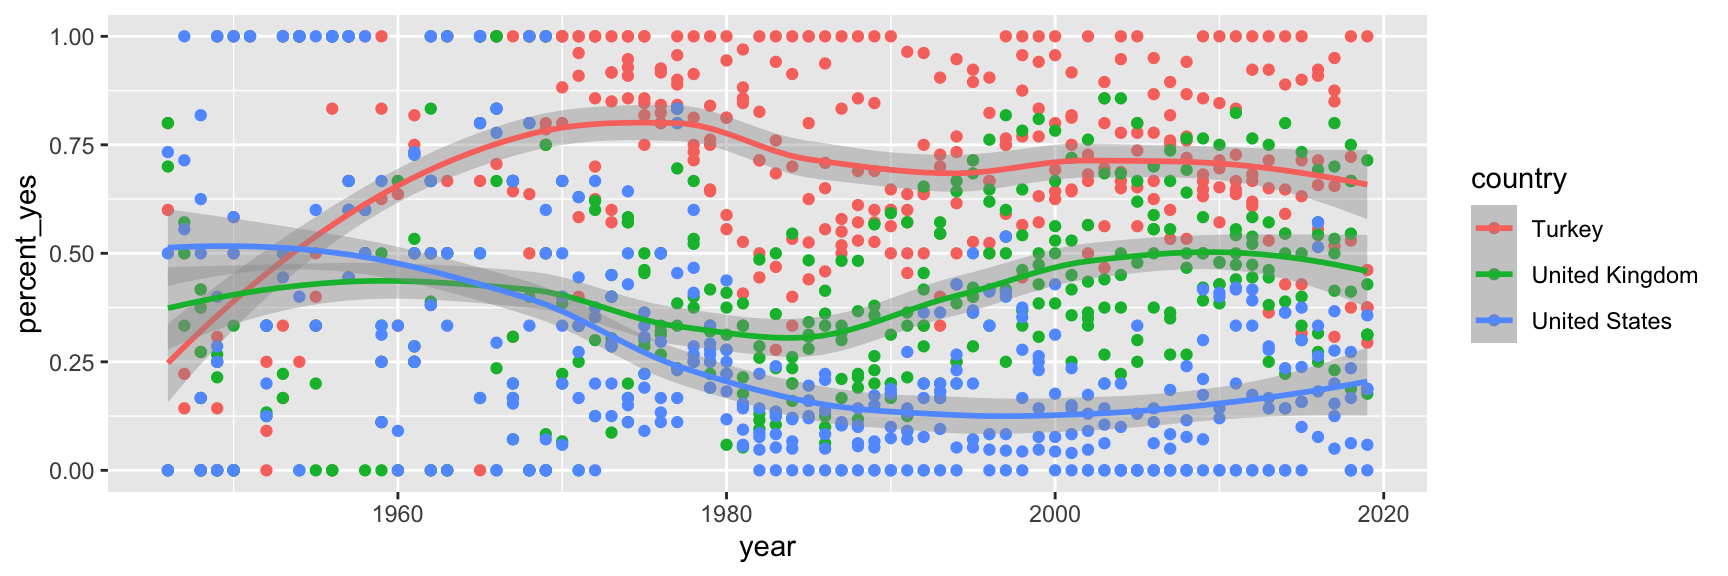 percent_yes
1.00
0.75
0.50
0.25
0.00
1960 1980 2000 2020
year
country
Turkey
United Kingdom
United States